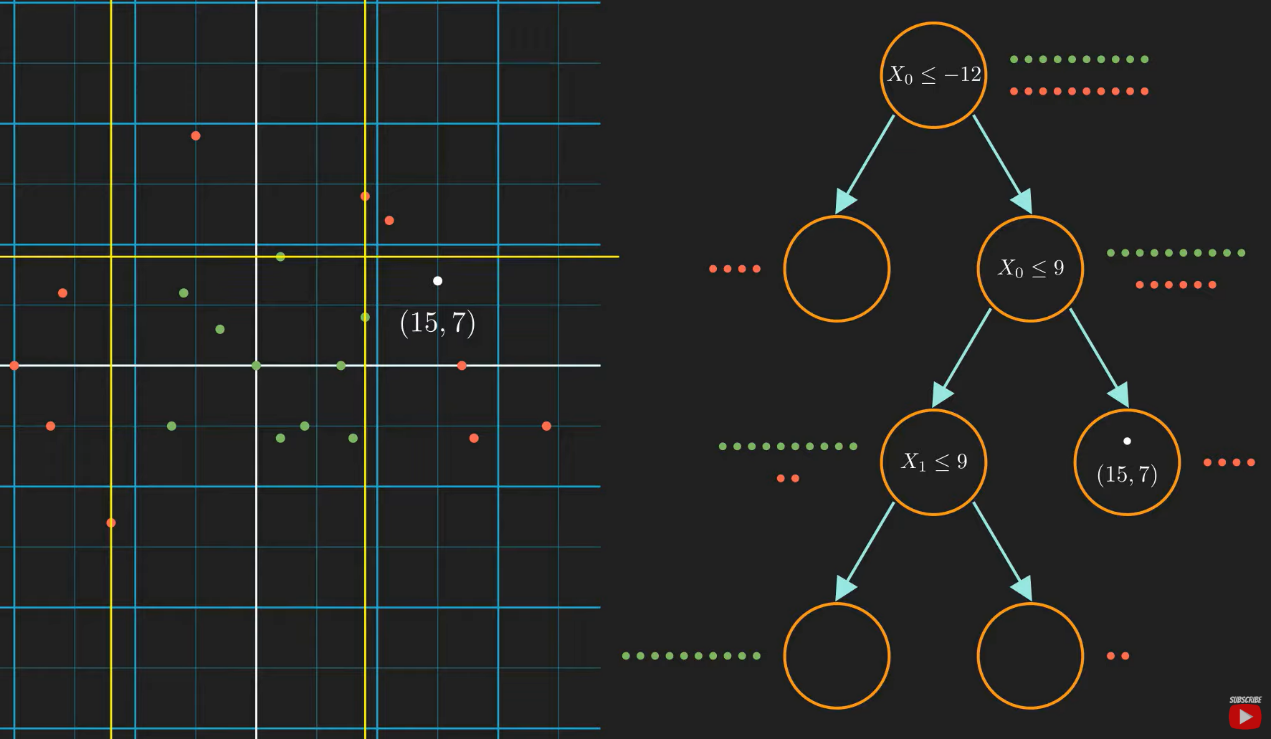 X₀ ≤ −12
X₀ ≤ 9
(15, 7)
X₁ ≤ 9
(15, 7)
SUBSCRIBE